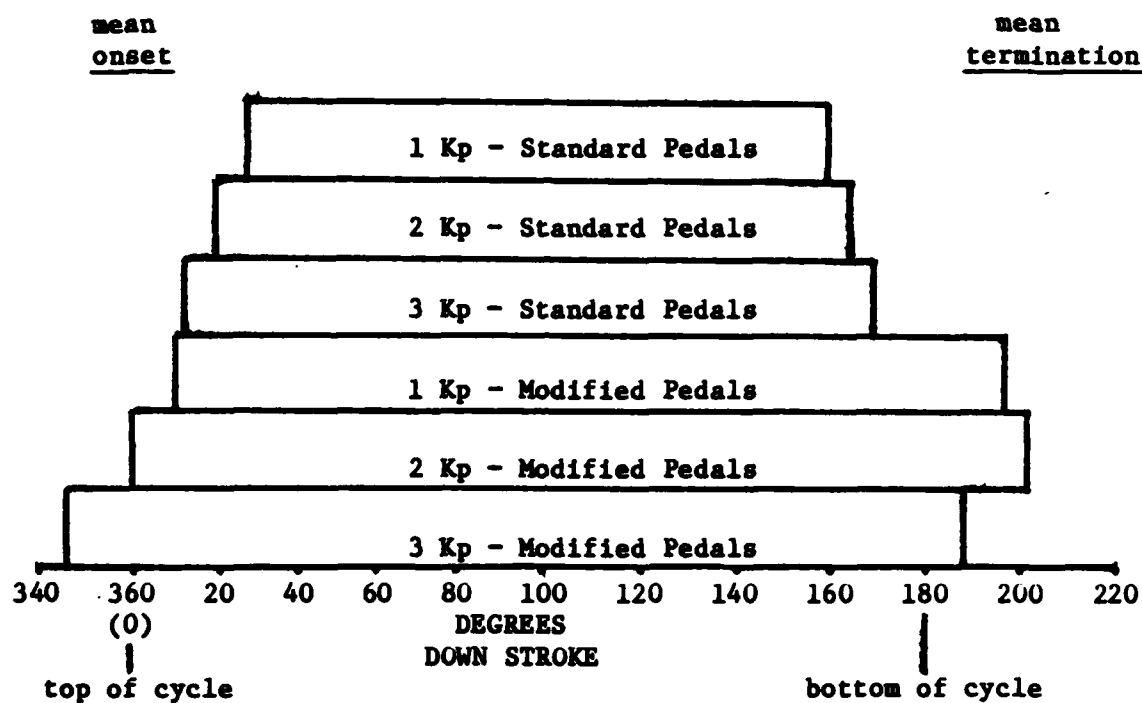 mean
onset
mean
termination
1 Kp - Standard Pedals
2 Kp - Standard Pedals
3 Kp - Standard Pedals
1 Kp - Modified Pedals
2 Kp - Modified Pedals
3 Kp - Modified Pedals
340 360 20 40 60 80 100 120 140 160 180 200 220
(0)
DEGREES
DOWN STROKE
top of cycle
bottom of cycle